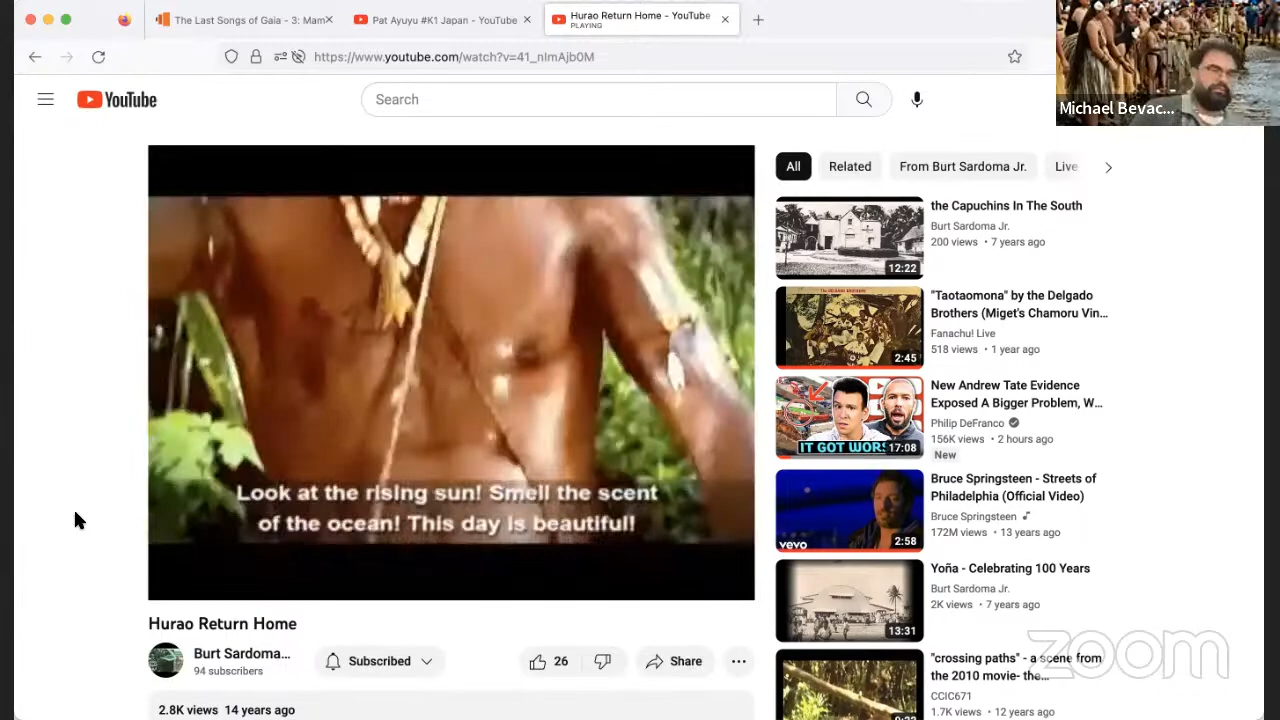 The Last Songs of Gaia - 3: Mam
Pat Ayuyu #K1 Japan - YouTube
Hurao Return Home - YouTube
PLAYING
https://www.youtube.com/watch?v=41_nlmAjb0M
Michael Bevac...
YouTube
Search
All
Related
From Burt Sardoma Jr.
Live
the Capuchins In The South
Burt Sardoma Jr.
200 views • 7 years ago
12:22
"Taotaomona" by the Delgado
Brothers (Miget's Chamoru Vin...
Fanachu! Live
518 views • 1 year ago
2:45
New Andrew Tate Evidence
Exposed A Bigger Problem, W...
Philip DeFranco
156K views • 2 hours ago
New
IT GOT WORS
17:08
Bruce Springsteen - Streets of
Philadelphia (Official Video)
Bruce Springsteen
172M views • 13 years ago
vevo
2:58
Yoña - Celebrating 100 Years
Burt Sardoma Jr.
2K views • 7 years ago
13:31
"crossing paths" - a scene from
the 2010 movie- the...
CCIC671
1.7K views • 12 years ago
Look at the rising sun! Smell the scent
of the ocean! This day is beautiful!
Hurao Return Home
Burt Sardoma...
94 subscribers
Subscribed
26
Share
2.8K views 14 years ago
zoom